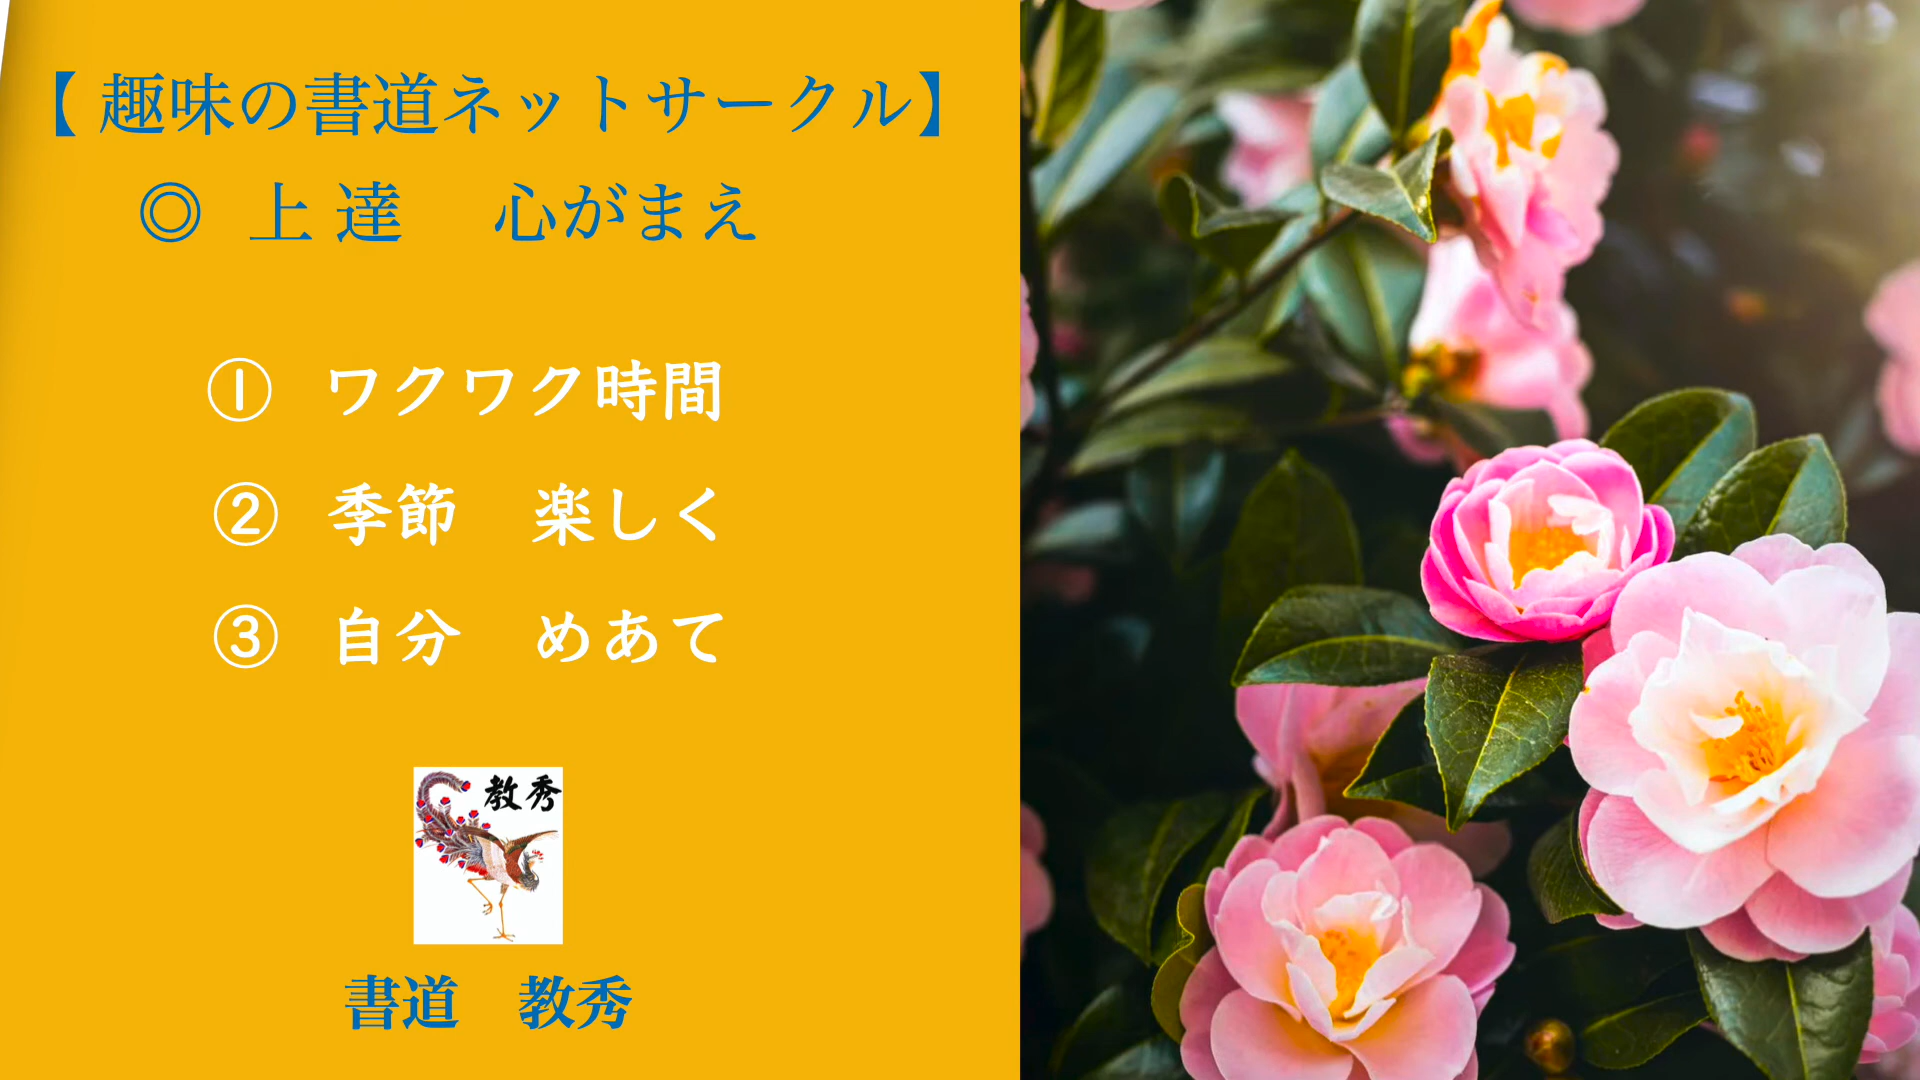 【 趣味の書道ネットサークル】
◎ 上 達　 心がまえ
① ワクワク時間
② 季節　楽しく
③ 自分　めあて
教秀
書道　教秀